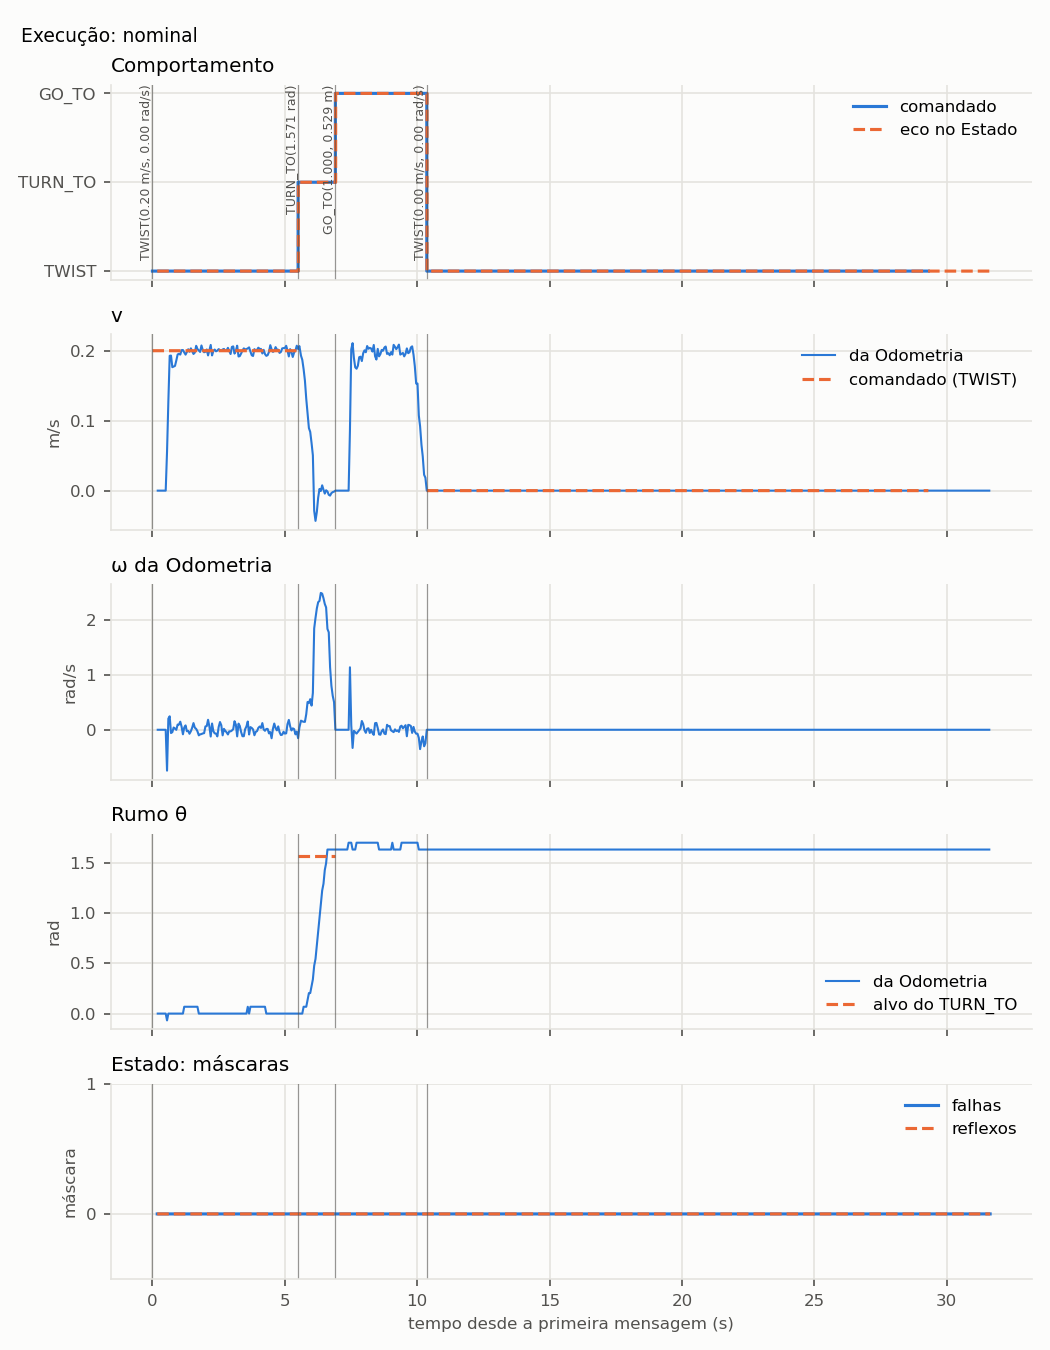 Execução: nominal
Comportamento
GO_TO
TURN_TO
TWIST
TWIST(0.20 m/s, 0.00 rad/s)
TURN_TO(1.571 rad)
GO_TO(1.000, 0.529 m)
TWIST(0.00 m/s, 0.00 rad/s)
comandado
eco no Estado
v
0.2
0.1
0.0
m/s
da Odometria
comandado (TWIST)
ω da Odometria
2
1
0
rad/s
Rumo θ
1.5
1.0
0.5
0.0
rad
da Odometria
alvo do TURN_TO
Estado: máscaras
1
0
máscara
falhas
reflexos
0 5 10 15 20 25 30
tempo desde a primeira mensagem (s)